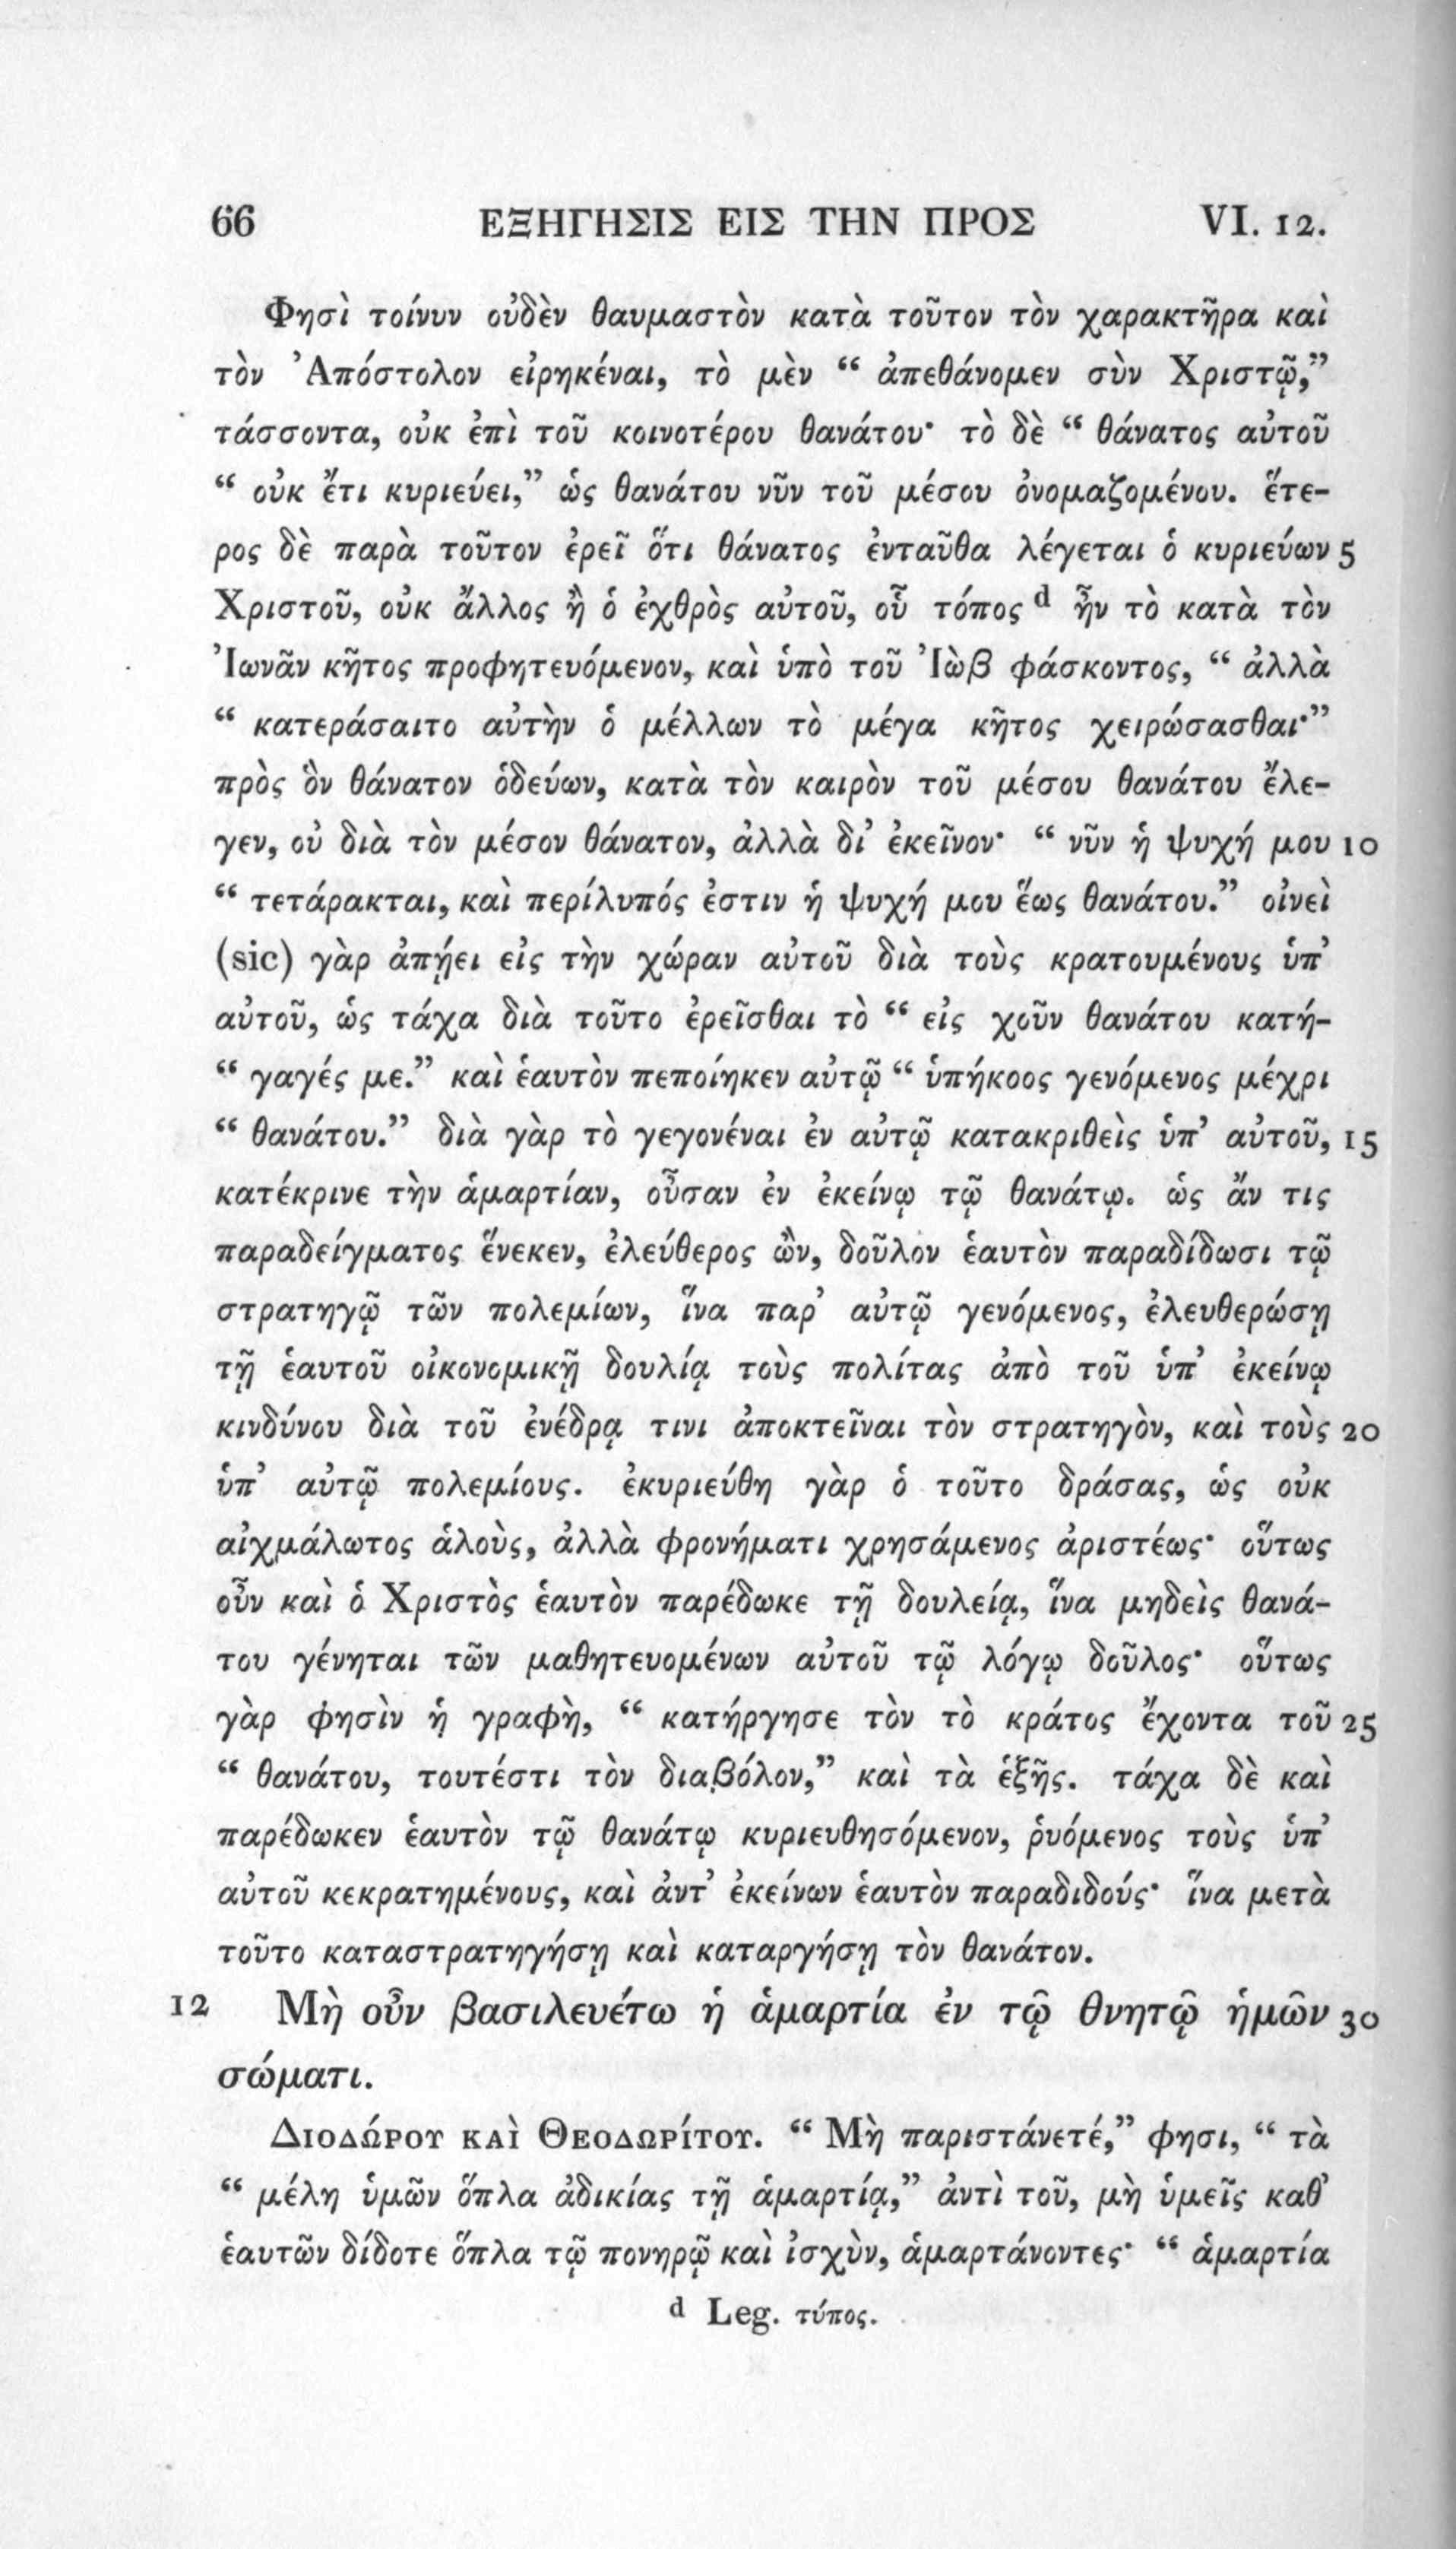 66 ΕΞΗΓΗΣΙΣ ΕΙΣ ΤΗΝ ΠΡΟΣ VI. 12.
Φησὶ τοίνυν οὐδὲν θαυμαστὸν κατὰ τοῦτον τὸν χαρακτῆρα καὶ
τὸν Ἀπόστολον εἰρηκέναι, τὸ μὲν “ ἀπεθάνομεν σὺν Χριστῷ,”
τάσσοντα, οὐκ ἐπὶ τοῦ κοινοτέρου θανάτου· τὸ δὲ “ θάνατος αὐτοῦ
“ οὐκ ἔτι κυριεύει,” ὡς θανάτου νῦν τοῦ μέσου ὀνομαζομένου. ἕτε-
ρος δὲ παρὰ τοῦτον ἐρεῖ ὅτι θάνατος ἐνταῦθα λέγεται ὁ κυριεύων 5
Χριστοῦ, οὐκ ἄλλος ἢ ὁ ἐχθρὸς αὐτοῦ, οὗ τόπος d ἦν τὸ κατὰ τὸν
Ἰωνᾶν κῆτος προφητευόμενον, καὶ ὑπὸ τοῦ Ἰὼβ φάσκοντος, “ ἀλλὰ
“ κατεράσαιτο αὐτὴν ὁ μέλλων τὸ μέγα κῆτος χειρώσασθαι·”
πρὸς ὃν θάνατον ὁδεύων, κατὰ τὸν καιρὸν τοῦ μέσου θανάτου ἔλε-
γεν, οὐ διὰ τὸν μέσον θάνατον, ἀλλὰ δι’ ἐκεῖνον· “ νῦν ἡ ψυχή μου 10
“ τετάρακται, καὶ περίλυπός ἐστιν ἡ ψυχή μου ἕως θανάτου.” οἰνεὶ
(sic) γὰρ ἀπῄει εἰς τὴν χώραν αὐτοῦ διὰ τοὺς κρατουμένους ὑπ’
αὐτοῦ, ὡς τάχα διὰ τοῦτο ἐρεῖσθαι τὸ “ εἰς χοῦν θανάτου κατή-
“ γαγές με.” καὶ ἑαυτὸν πεποίηκεν αὐτῷ “ ὑπήκοος γενόμενος μέχρι
“ θανάτου.” διὰ γὰρ τὸ γεγονέναι ἐν αὐτῷ κατακριθεὶς ὑπ’ αὐτοῦ, 15
κατέκρινε τὴν ἁμαρτίαν, οὖσαν ἐν ἐκείνῳ τῷ θανάτῳ. ὡς ἄν τις
παραδείγματος ἕνεκεν, ἐλεύθερος ὢν, δοῦλον ἑαυτὸν παραδίδωσι τῷ
στρατηγῷ τῶν πολεμίων, ἵνα παρ’ αὐτῷ γενόμενος, ἐλευθερώσῃ
τῇ ἑαυτοῦ οἰκονομικῇ δουλίᾳ τοὺς πολίτας ἀπὸ τοῦ ὑπ’ ἐκείνῳ
κινδύνου διὰ τοῦ ἐνέδρᾳ τινι ἀποκτεῖναι τὸν στρατηγὸν, καὶ τοὺς 20
ὑπ’ αὐτῷ πολεμίους. ἐκυριεύθη γὰρ ὁ τοῦτο δράσας, ὡς οὐκ
αἰχμάλωτος ἁλοὺς, ἀλλὰ φρονήματι χρησάμενος ἀριστέως· οὕτως
οὖν καὶ ὁ Χριστὸς ἑαυτὸν παρέδωκε τῇ δουλείᾳ, ἵνα μηδεὶς θανά-
του γένηται τῶν μαθητευομένων αὐτοῦ τῷ λόγῳ δοῦλος· οὕτως
γὰρ φησὶν ἡ γραφὴ, “ κατήργησε τὸν τὸ κράτος ἔχοντα τοῦ 25
“ θανάτου, τουτέστι τὸν διαβόλον,” καὶ τὰ ἑξῆς. τάχα δὲ καὶ
παρέδωκεν ἑαυτὸν τῷ θανάτῳ κυριευθησόμενον, ῥυόμενος τοὺς ὑπ’
αὐτοῦ κεκρατημένους, καὶ ἀντ’ ἐκείνων ἑαυτὸν παραδιδούς· ἵνα μετὰ
τοῦτο καταστρατηγήσῃ καὶ καταργήσῃ τὸν θανάτον.
12 Μὴ οὖν βασιλευέτω ἡ ἁμαρτία ἐν τῷ θνητῷ ἡμῶν 30
σώματι.
Διοδώρου καὶ Θεοδωρίτου. “ Μὴ παριστάνετέ,” φησι, “ τὰ
“ μέλη ὑμῶν ὅπλα ἀδικίας τῇ ἁμαρτίᾳ,” ἀντὶ τοῦ, μὴ ὑμεῖς καθ’
ἑαυτῶν δίδοτε ὅπλα τῷ πονηρῷ καὶ ἰσχὺν, ἁμαρτάνοντες· “ ἁμαρτία
d Leg. τύπος.